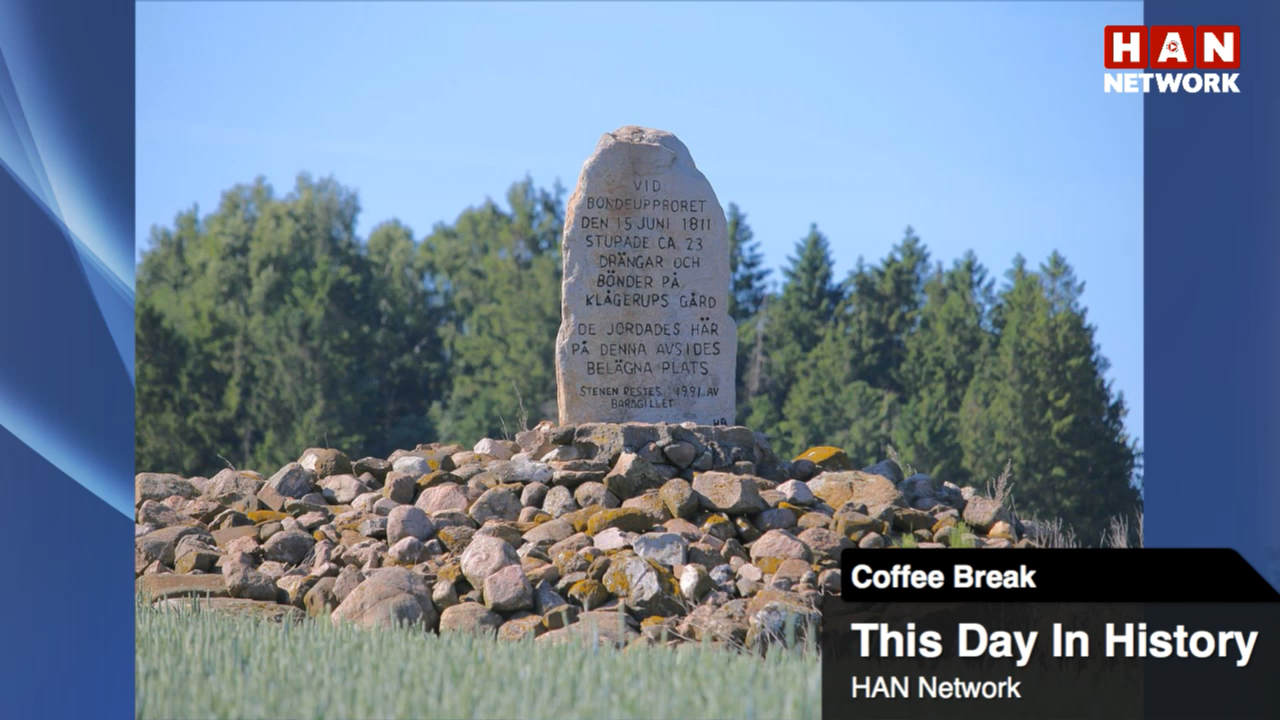 HAN
NETWORK
VID
BONDEUPPRORET
DEN 15 JUNI 1811
STUPADE CA. 23
DRÄNGAR OCH
BÖNDER PÅ
KLÅGERUPS GÅRD
DE JORDADES HÄR
PÅ DENNA AVSIDES
BELÄGNA PLATS
STENEN RESTES 1991 AV
BARAGILLET
HB
Coffee Break
This Day In History
HAN Network